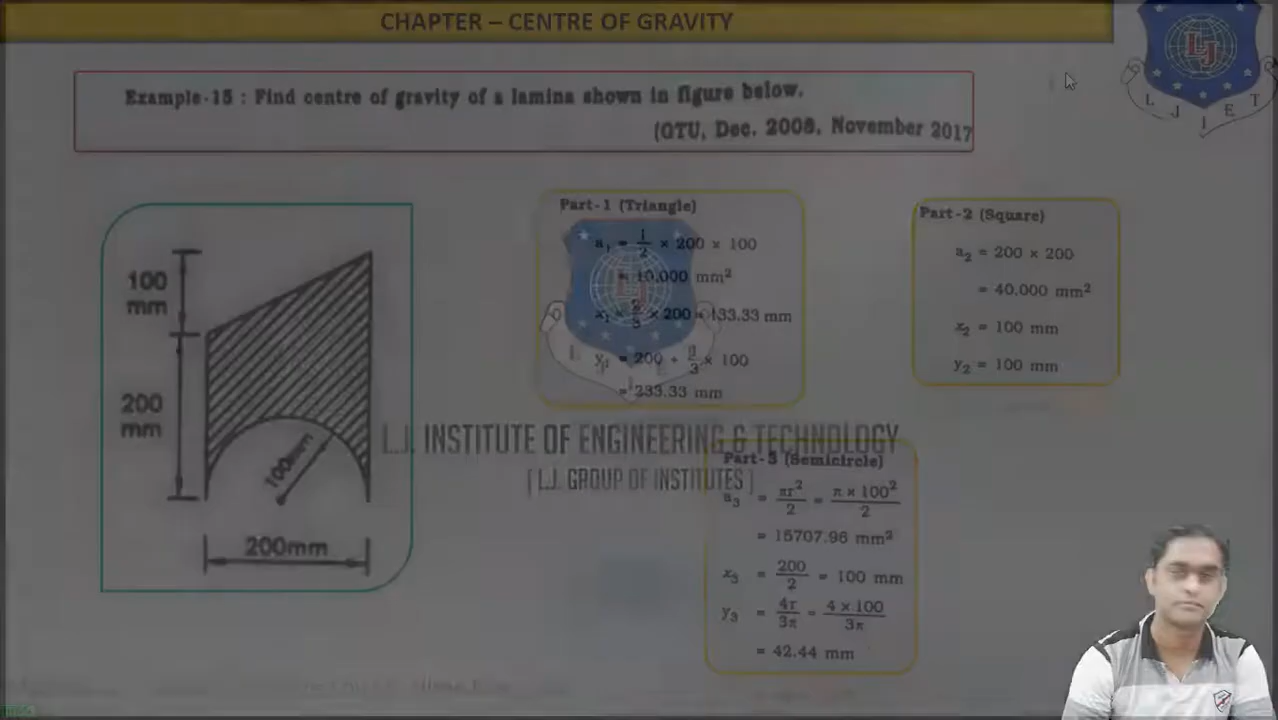 CHAPTER – CENTRE OF GRAVITY
Example-15 : Find centre of gravity of a lamina shown in figure below.
(GTU, Dec. 2008, November 2017
L J I E T
100
mm
200
mm
100mm
200mm
Part-1 (Triangle)
a₁ = 1/2 × 200 × 100
= 10.000 mm²
x₁ = 2/3 × 200 = 133.33 mm
y₁ = 200 + 1/3 × 100
= 233.33 mm
Part-2 (Square)
a₂ = 200 × 200
= 40.000 mm²
x₂ = 100 mm
y₂ = 100 mm
L.J. INSTITUTE OF ENGINEERING & TECHNOLOGY
( L.J. GROUP OF INSTITUTES )
Part-3 (Semicircle)
a₃ = πr²/2 = π × 100²/2
= 15707.96 mm²
x₃ = 200/2 = 100 mm
y₃ = 4r/3π = 4 × 100/3π
= 42.44 mm